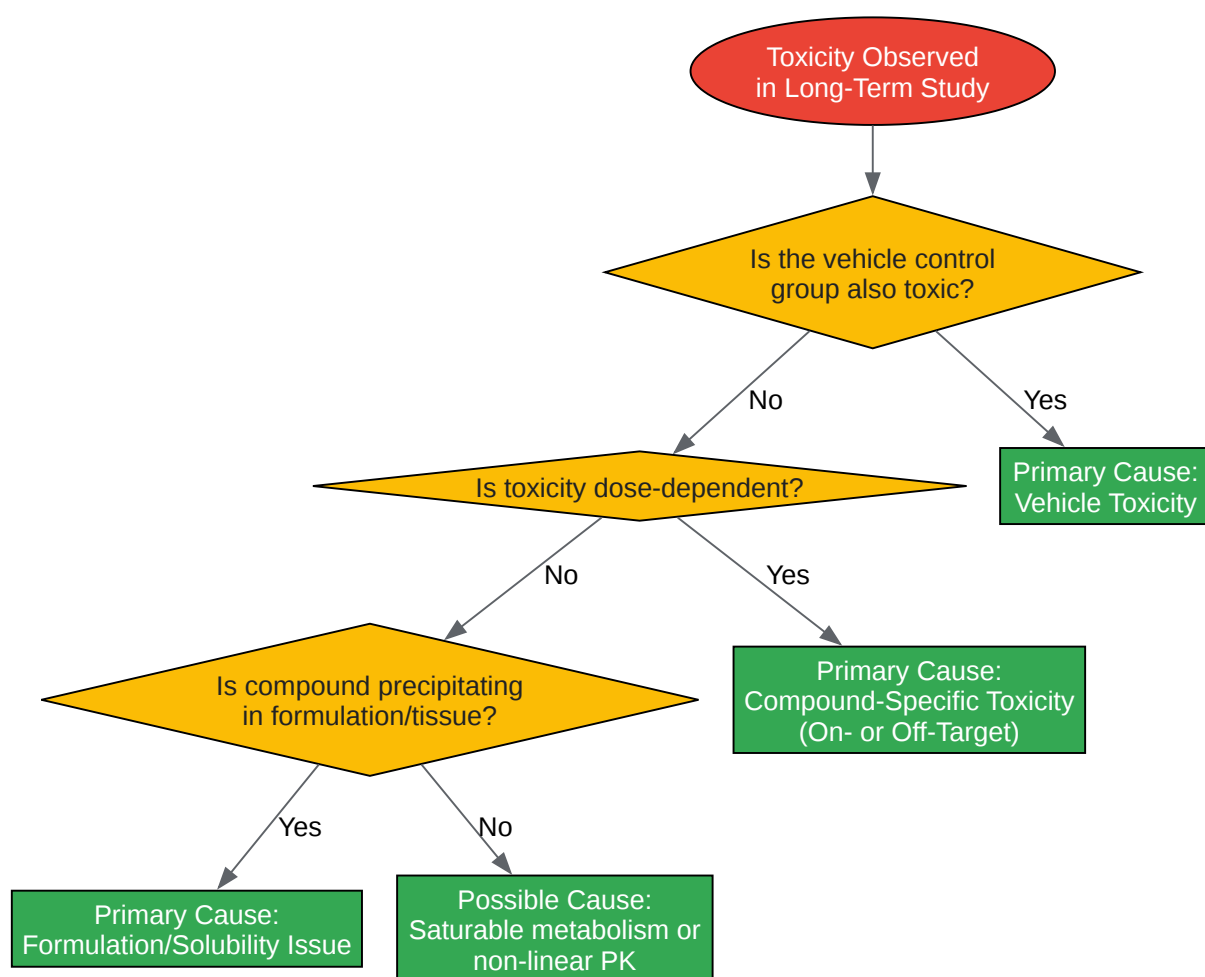 Toxicity Observed
in Long-Term Study
Is the vehicle control
group also toxic?
No
Yes
Is toxicity dose-dependent?
Primary Cause:
Vehicle Toxicity
No
Yes
Is compound precipitating
in formulation/tissue?
Primary Cause:
Compound-Specific Toxicity
(On- or Off-Target)
Yes
No
Primary Cause:
Formulation/Solubility Issue
Possible Cause:
Saturable metabolism or
non-linear PK